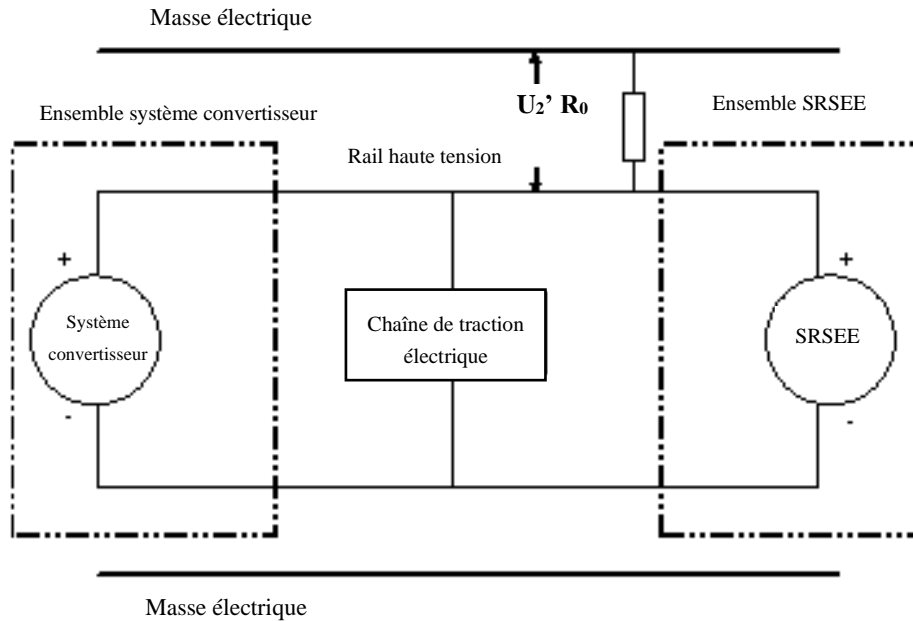 Masse électrique
U2’ R0
Ensemble système convertisseur
Ensemble SRSEE
Rail haute tension
+
+
Système
convertisseur
Chaîne de traction
électrique
SRSEE
-
-
Masse électrique